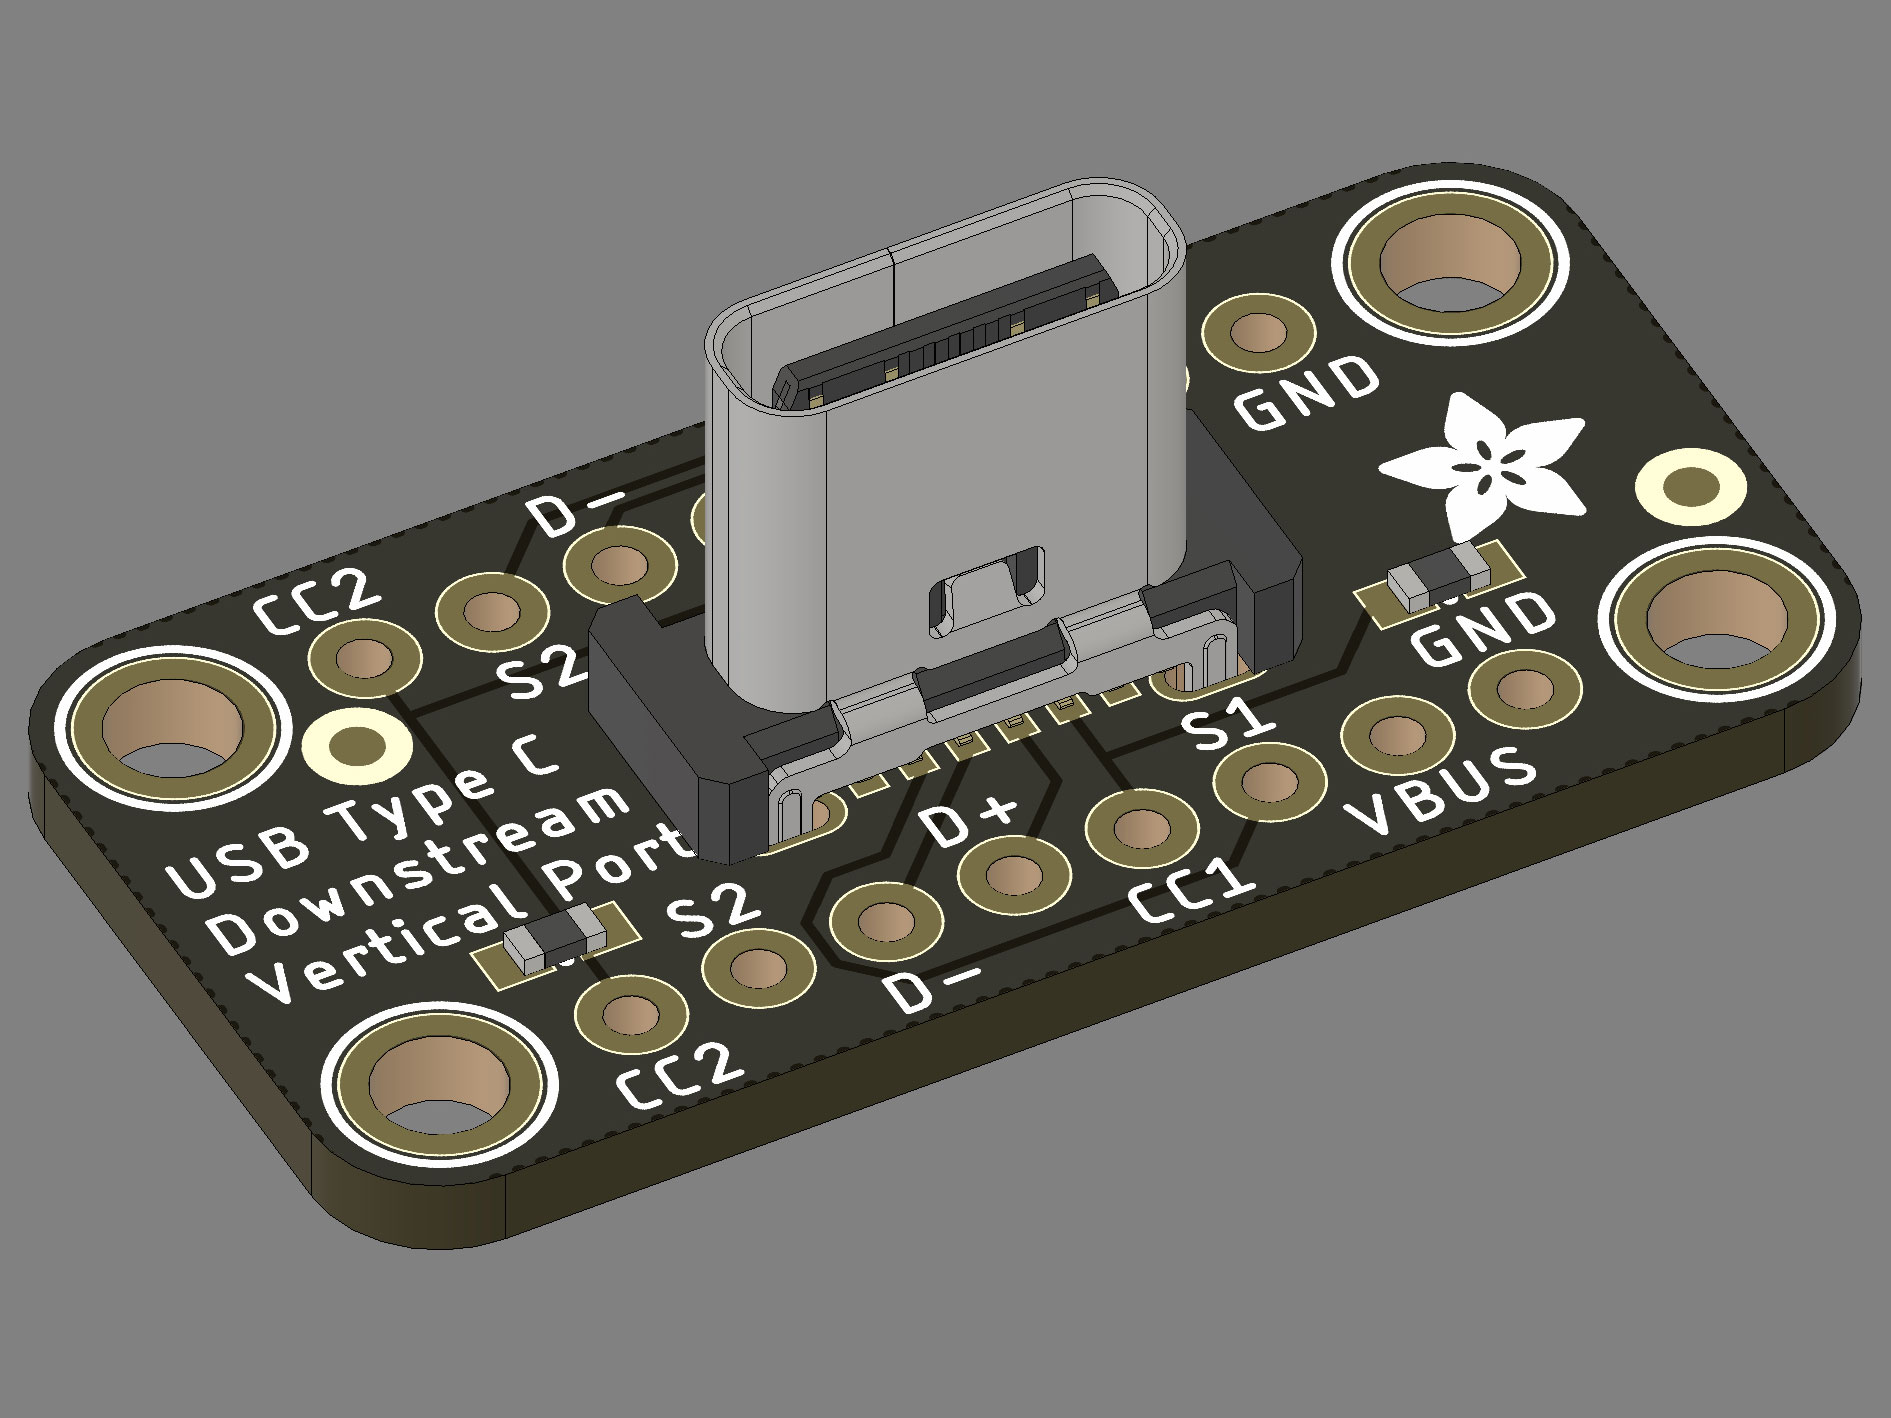 GND
D-
CC2
S2
GND
S1
VBUS
USB Type C
Downstream
Vertical Port
D+
CC1
S2
D-
CC2